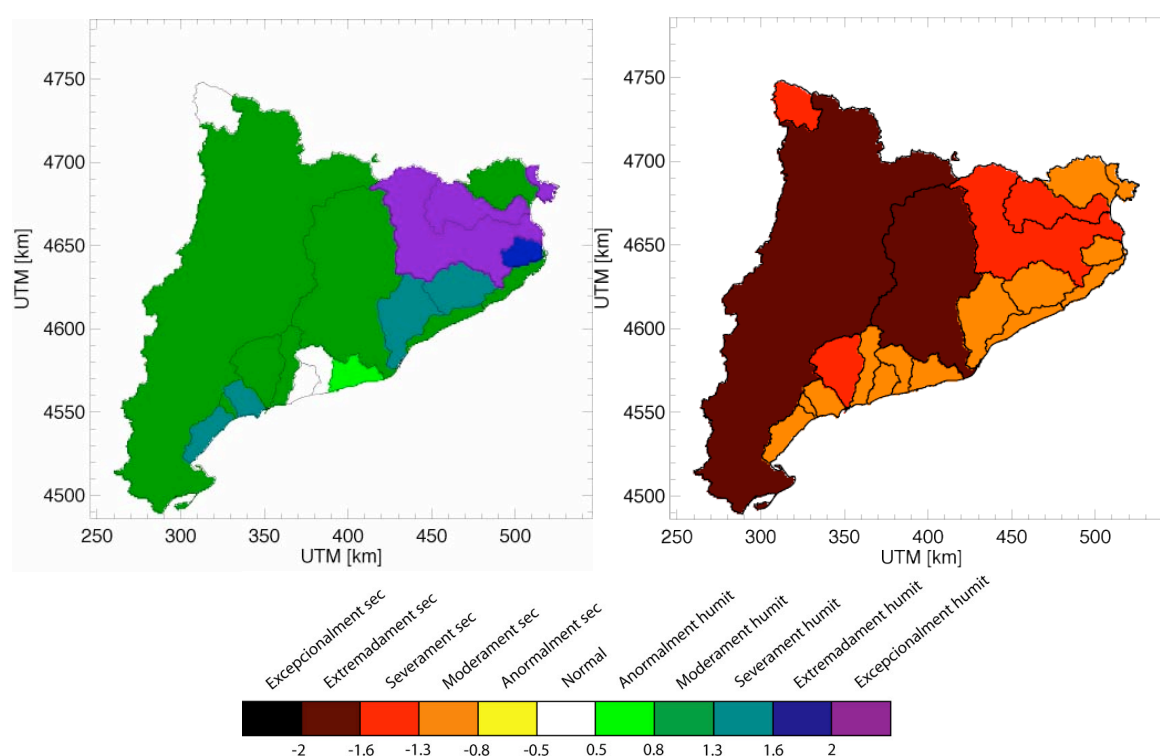 4750
4700
4650
4600
4550
4500
UTM [km]
250 300 350 400 450 500
UTM [km]
4750
4700
4650
4600
4550
4500
UTM [km]
250 300 350 400 450 500
UTM [km]
Excepcionalment sec
Extremadament sec
Severament sec
Moderament sec
Anormalment sec
Normal
Anormalment humit
Moderament humit
Severament humit
Extremadament humit
Excepcionalment humit
-2 -1.6 -1.3 -0.8 -0.5 0.5 0.8 1.3 1.6 2